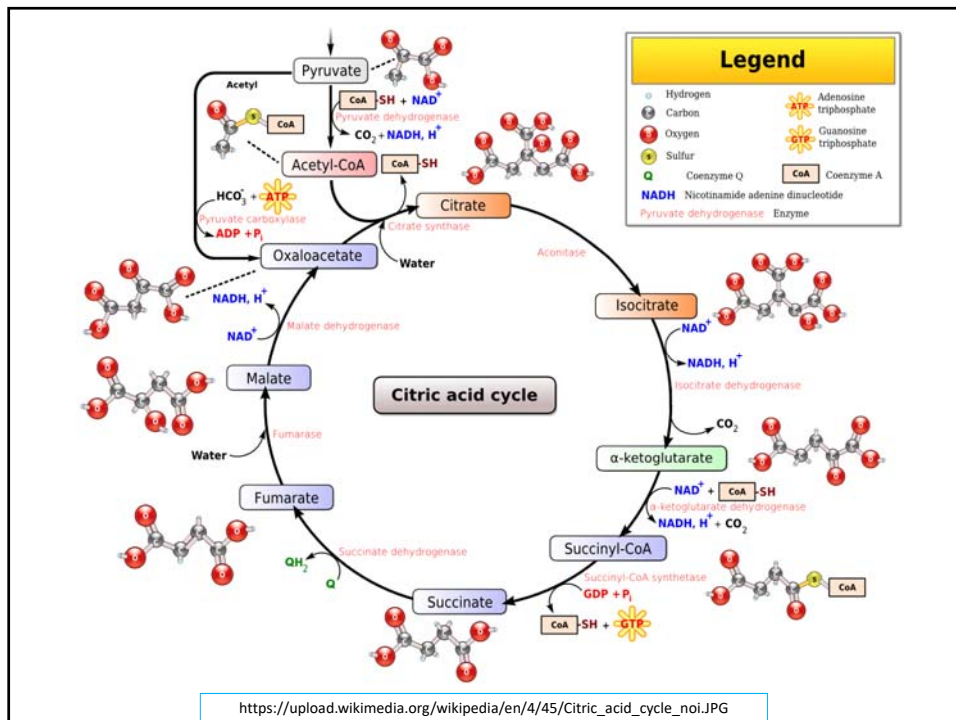 Pyruvate
Acetyl
CoA -SH + NAD+
Pyruvate dehydrogenase
CO2 + NADH, H+
S CoA
Acetyl-CoA
CoA -SH
HCO3- + ATP
Pyruvate carboxylase
ADP + Pi
Citrate
Citrate synthase
Water
Oxaloacetate
Aconitase
Isocitrate
NAD+
NADH, H+
Isocitrate dehydrogenase
CO2
α-ketoglutarate
NAD+ + CoA -SH
α-ketoglutarate dehydrogenase
NADH, H+ + CO2
Succinyl-CoA
S CoA
Succinyl-CoA synthetase
GDP + Pi
CoA -SH + GTP
Succinate
Succinate dehydrogenase
QH2
Q
Fumarate
Fumarase
Water
Malate
Malate dehydrogenase
NADH, H+
NAD+
Citric acid cycle
Legend
Hydrogen
Carbon
Oxygen
S Sulfur
Q Coenzyme Q
ATP Adenosine
triphosphate
GTP Guanosine
triphosphate
CoA Coenzyme A
NADH Nicotinamide adenine dinucleotide
Pyruvate dehydrogenase Enzyme
https://upload.wikimedia.org/wikipedia/en/4/45/Citric_acid_cycle_noi.JPG